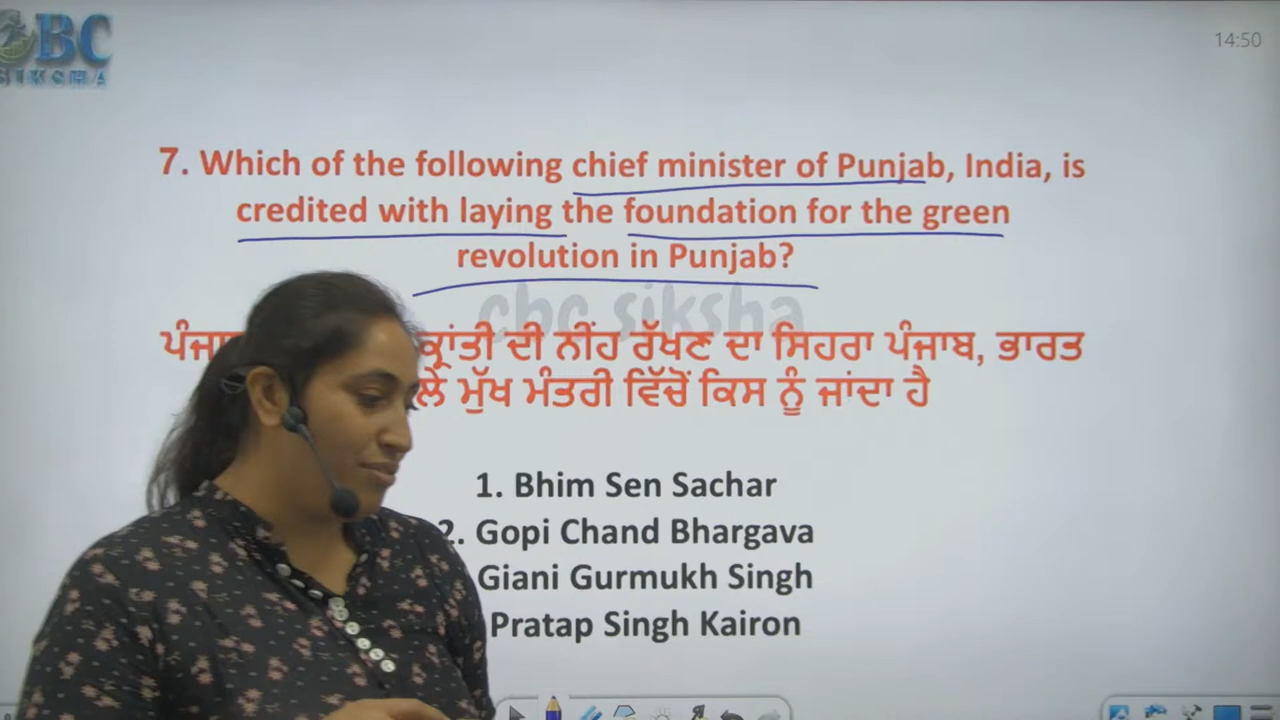 BC
SIKSHA
14:50
7. Which of the following chief minister of Punjab, India, is
credited with laying the foundation for the green
revolution in Punjab?
cbc siksha
ਕ੍ਰਾਂਤੀ ਦੀ ਨੀਂਹ ਰੱਖਣ ਦਾ ਸਿਹਰਾ ਪੰਜਾਬ, ਭਾਰਤ
ਮੁੱਖ ਮੰਤਰੀ ਵਿੱਚੋਂ ਕਿਸ ਨੂੰ ਜਾਂਦਾ ਹੈ
1. Bhim Sen Sachar
2. Gopi Chand Bhargava
Giani Gurmukh Singh
Pratap Singh Kairon